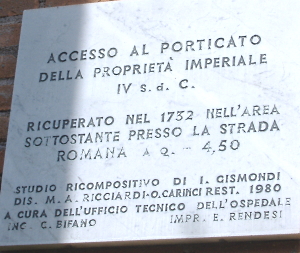 ACCESSO AL PORTICATO
DELLA PROPRIETÀ IMPERIALE
IV S. d. C.
RICUPERATO NEL 1732 NELL'AREA
SOTTOSTANTE PRESSO LA STRADA
ROMANA A Q. - 4,50
STUDIO RICOMPOSITIVO DI I. GISMONDI
DIS. M. A. RICCIARDI-O. CARINCI REST. 1980
A CURA DELL'UFFICIO TECNICO DELL'OSPEDALE
INC. C. BIFANO IMPR. E. RENDESI